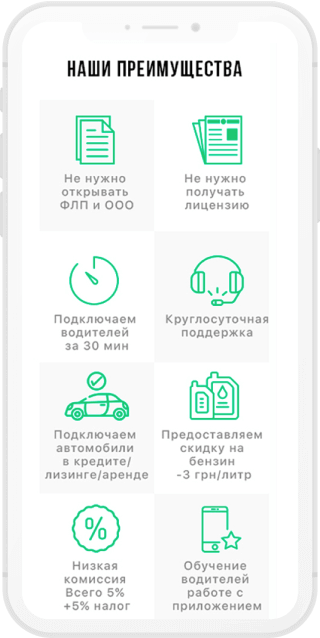 НАШИ ПРЕИМУЩЕСТВА
Не нужно
открывать
ФЛП и ООО
Не нужно
получать
лицензию
Подключаем
водителей
за 30 мин
Круглосуточная
поддержка
Подключаем
автомобили
в кредите/
лизинге/аренде
Предоставляем
скидку на
бензин
-3 грн/литр
%
Низкая
комиссия
Всего 5%
+5% налог
Обучение
водителей
работе с
приложением